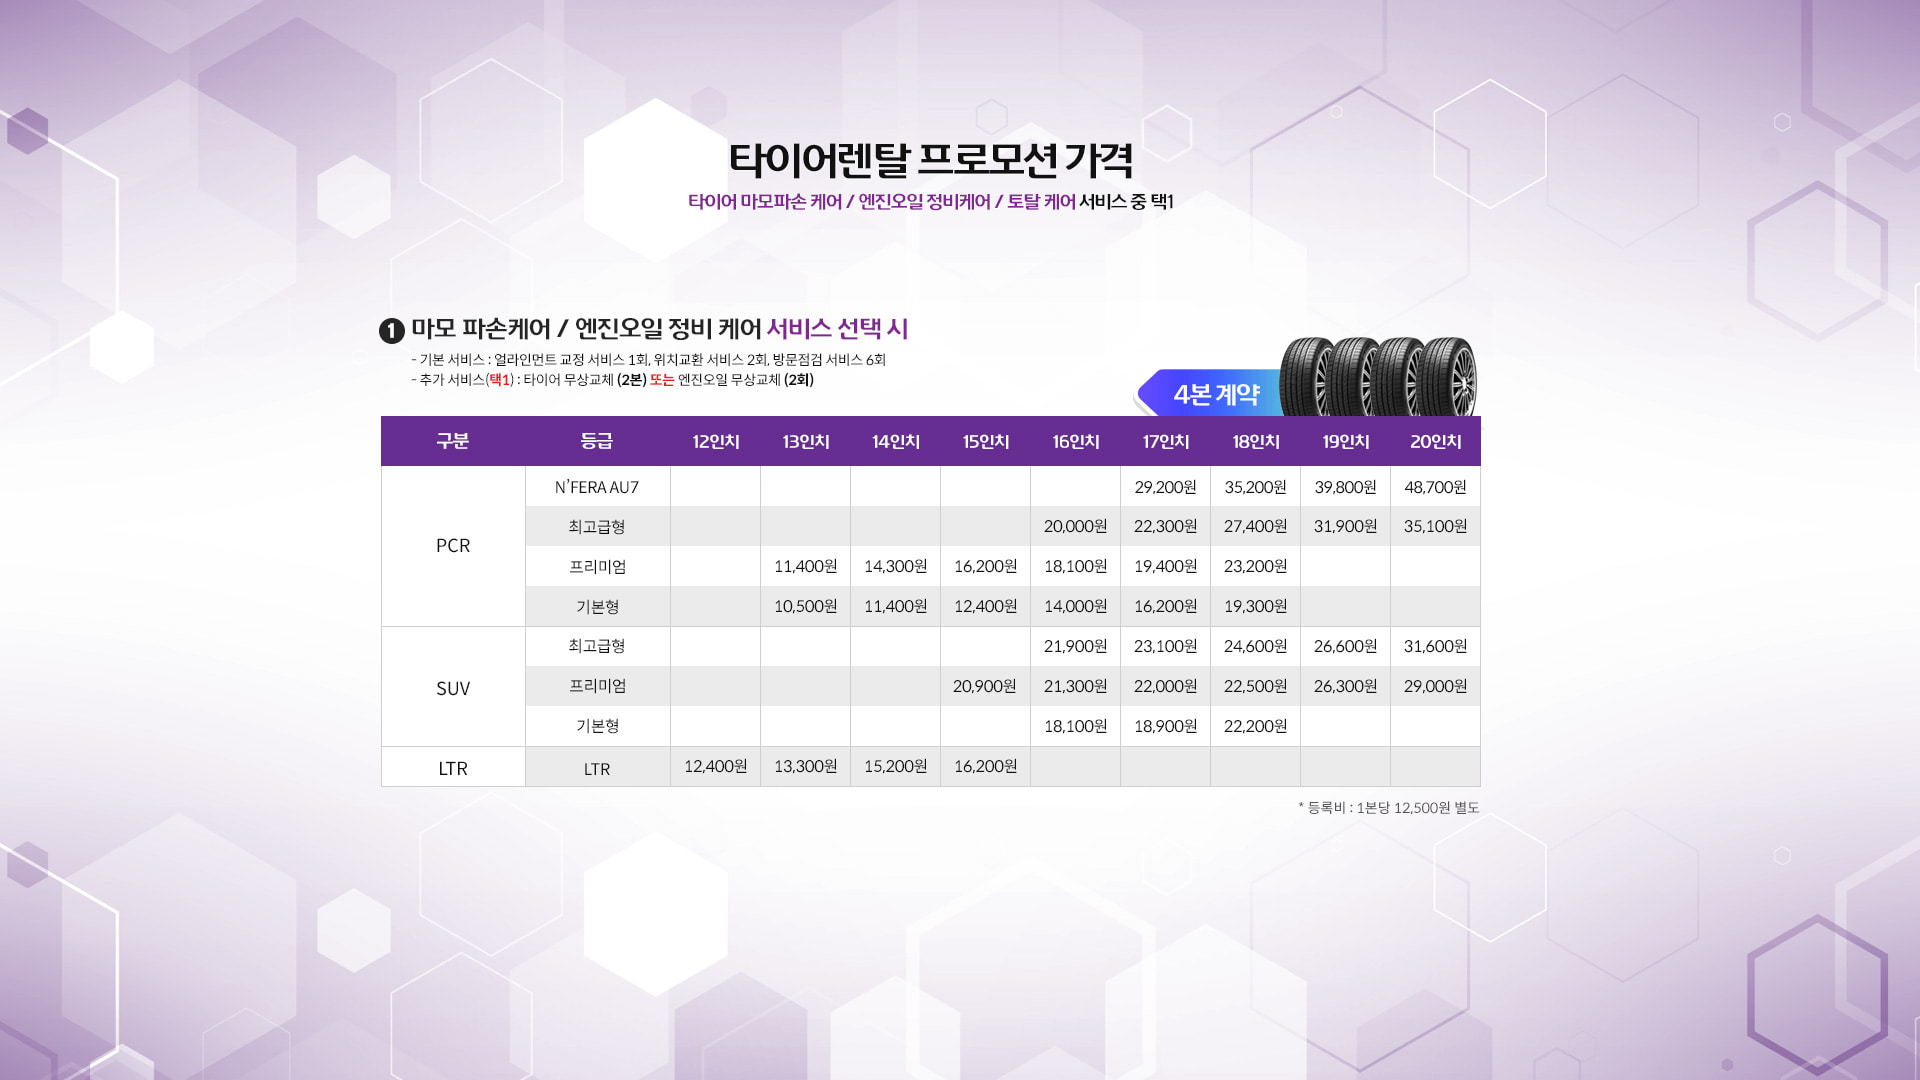 타이어렌탈 프로모션 가격
타이어 마모파손 케어 / 엔진오일 정비케어 / 토탈 케어 서비스 중 택1
1 마모 파손케어 / 엔진오일 정비 케어 서비스 선택 시
- 기본 서비스 : 얼라인먼트 교정 서비스 1회, 위치교환 서비스 2회, 방문점검 서비스 6회
- 추가 서비스(택1) : 타이어 무상교체 (2본) 또는 엔진오일 무상교체 (2회)
4본 계약
구분 등급 12인치 13인치 14인치 15인치 16인치 17인치 18인치 19인치 20인치
PCR
N'FERA AU7 29,200원 35,200원 39,800원 48,700원
최고급형 20,000원 22,300원 27,400원 31,900원 35,100원
프리미엄 11,400원 14,300원 16,200원 18,100원 19,400원 23,200원
기본형 10,500원 11,400원 12,400원 14,000원 16,200원 19,300원
SUV
최고급형 21,900원 23,100원 24,600원 26,600원 31,600원
프리미엄 20,900원 21,300원 22,000원 22,500원 26,300원 29,000원
기본형 18,100원 18,900원 22,200원
LTR LTR 12,400원 13,300원 15,200원 16,200원
* 등록비 : 1본당 12,500원 별도